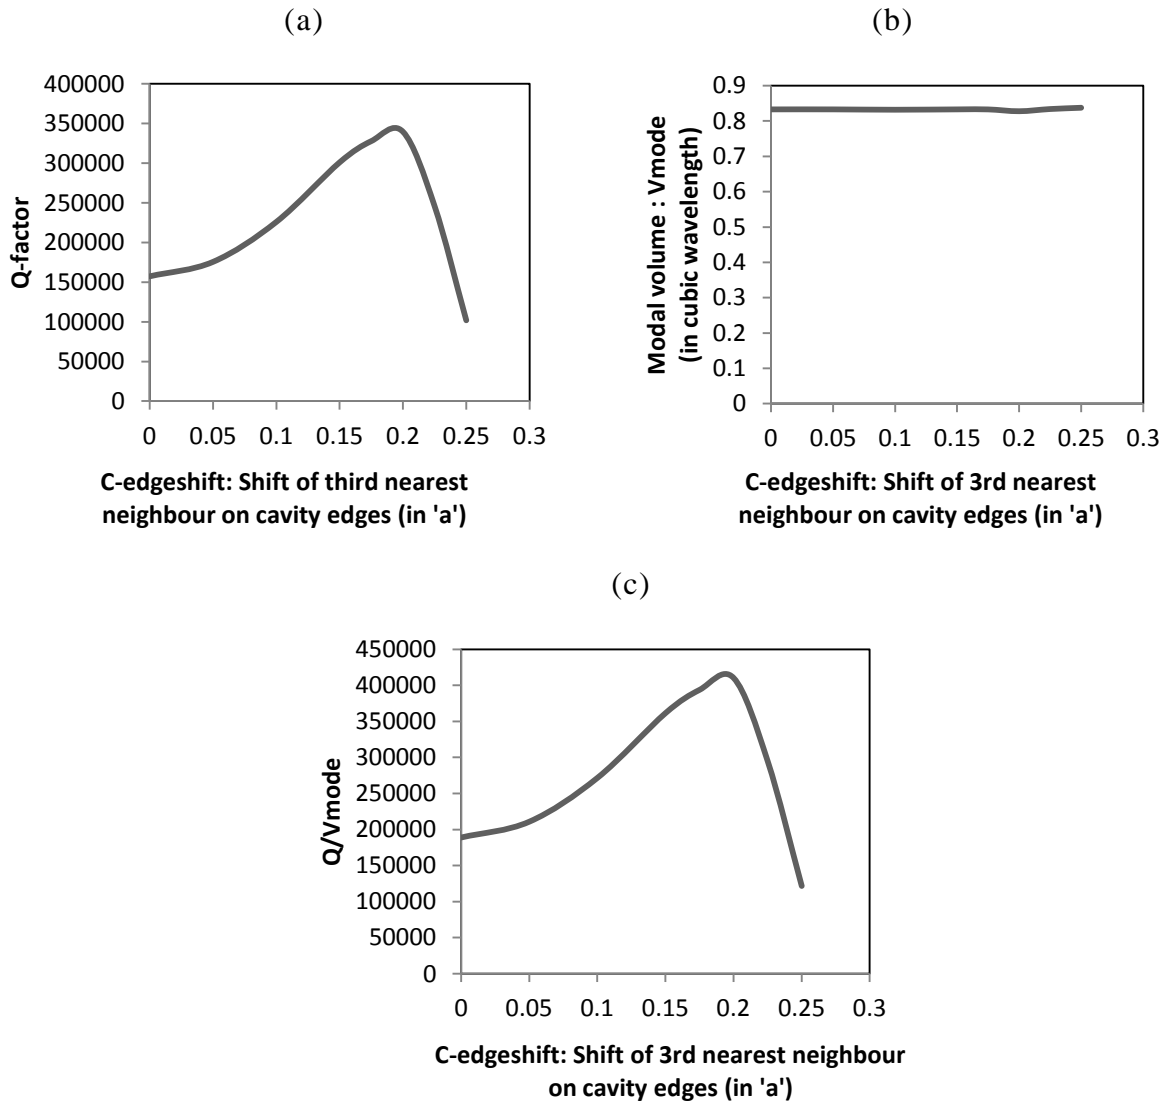 (a)
400000
350000
300000
250000
200000
150000
100000
50000
0
Q-factor
0 0.05 0.1 0.15 0.2 0.25 0.3
C-edgeshift: Shift of third nearest
neighbour on cavity edges (in 'a')
(b)
0.9
0.8
0.7
0.6
0.5
0.4
0.3
0.2
0.1
0
Modal volume : Vmode
(in cubic wavelength)
0 0.05 0.1 0.15 0.2 0.25 0.3
C-edgeshift: Shift of 3rd nearest
neighbour on cavity edges (in 'a')
(c)
450000
400000
350000
300000
250000
200000
150000
100000
50000
0
Q/Vmode
0 0.05 0.1 0.15 0.2 0.25 0.3
C-edgeshift: Shift of 3rd nearest neighbour
on cavity edges (in 'a')